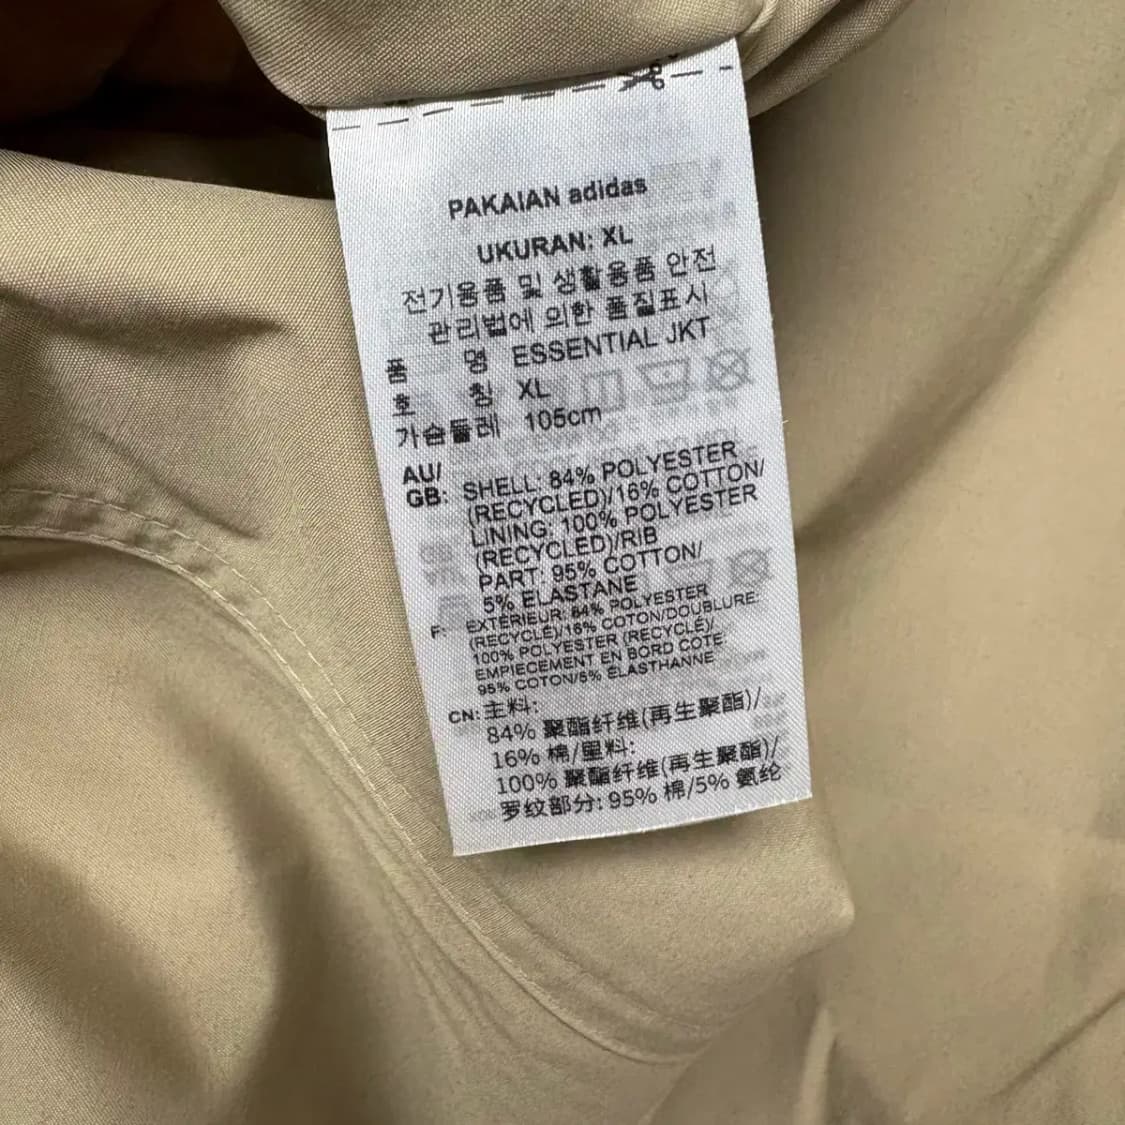 PAKAIAN adidas
UKURAN: XL
전기용품 및 생활용품 안전
관리법에 의한 품질표시
품 명 ESSENTIAL JKT
호 칭 XL
가슴둘레 105cm
AU/
GB: SHELL: 84% POLYESTER
(RECYCLED)/16% COTTON/
LINING: 100% POLYESTER
(RECYCLED)/RIB
PART: 95% COTTON/
5% ELASTANE
F: EXTÉRIEUR: 84% POLYESTER
(RECYCLÉ)/16% COTON/DOUBLURE:
100% POLYESTER (RECYCLÉ)/
EMPIECEMENT EN BORD COTE:
95% COTON/5% ÉLASTHANNE
CN: 主料:
84% 聚酯纤维(再生聚酯)/
16% 棉/里料:
100% 聚酯纤维(再生聚酯)/
罗纹部分: 95% 棉/5% 氨纶